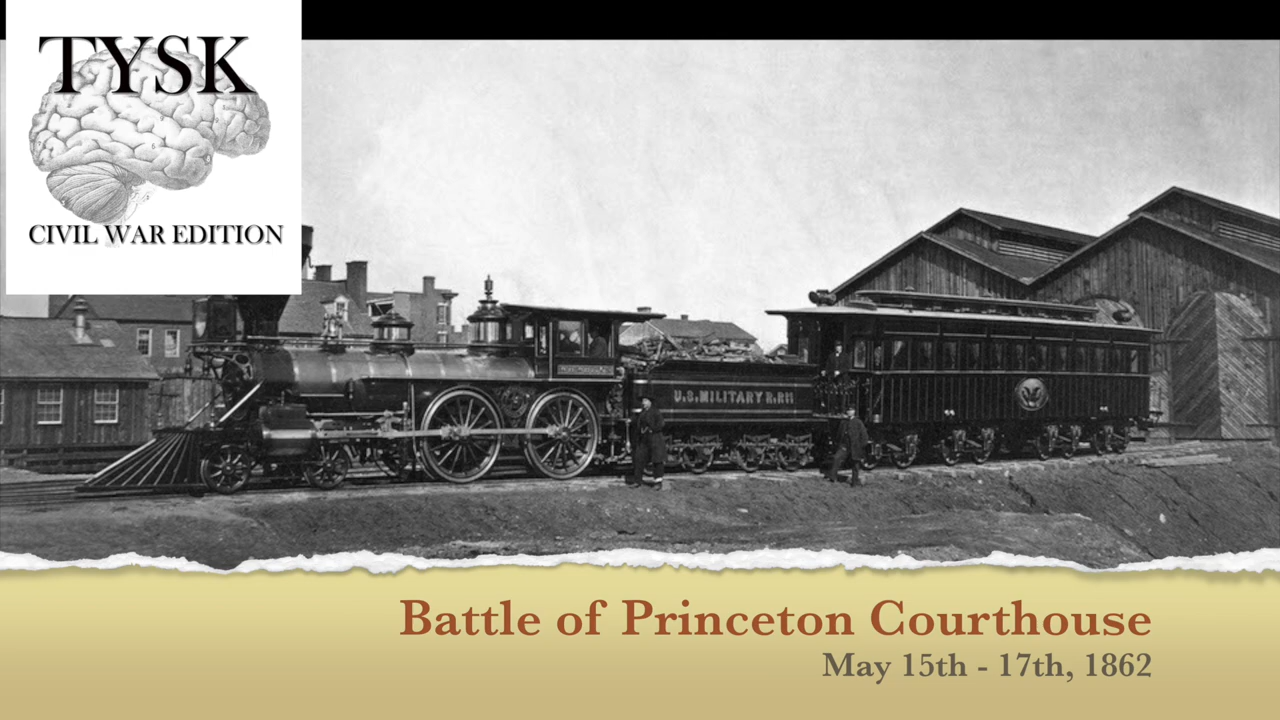 TYSK
CIVIL WAR EDITION
U.S. MILITARY R.R.
Battle of Princeton Courthouse
May 15th - 17th, 1862